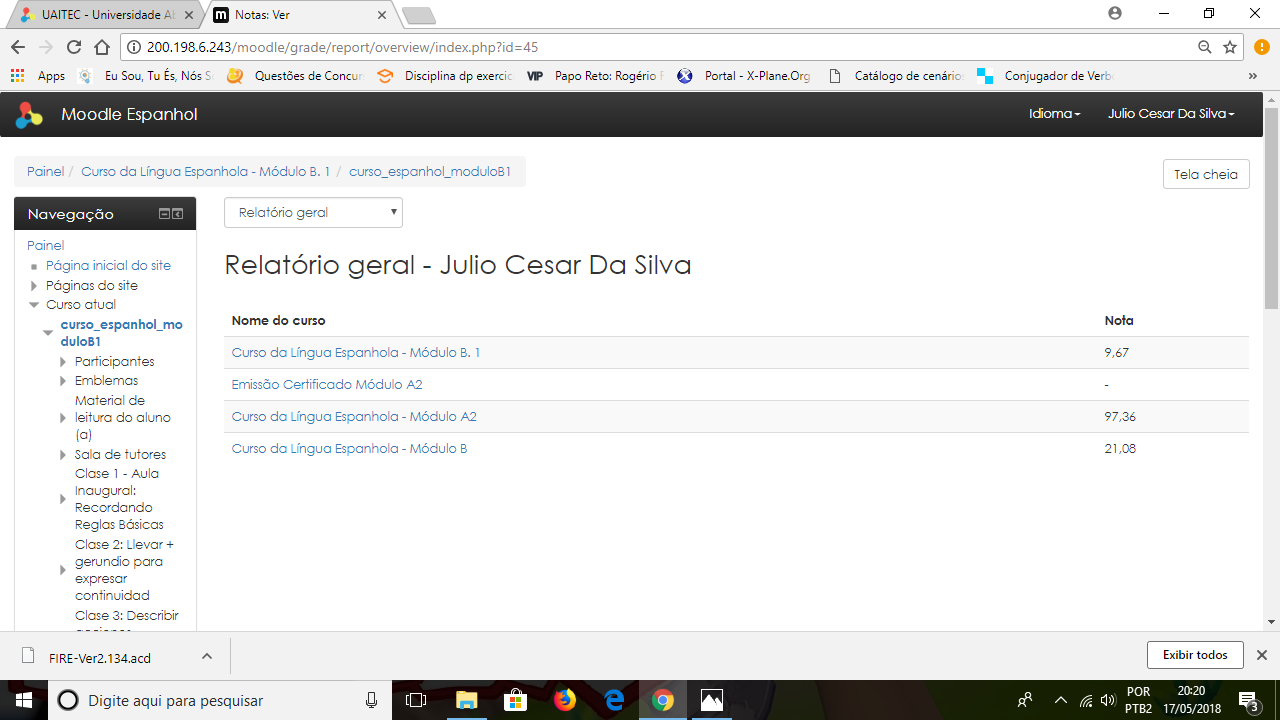 UAITEC - Universidade Ab
Notas: Ver
200.198.6.243/moodle/grade/report/overview/index.php?id=45
Apps
Eu Sou, Tu És, Nós S
Questões de Concur
Disciplina dp exercic
VIP
Papo Reto: Rogério F
Portal - X-Plane.Org
Catálogo de cenário
Conjugador de Verb
»
Moodle Espanhol
Idioma
Julio Cesar Da Silva
Painel / Curso da Língua Espanhola - Módulo B. 1 / curso_espanhol_moduloB1
Tela cheia
Navegação
Painel
Página inicial do site
Páginas do site
Curso atual
curso_espanhol_mo
duloB1
Participantes
Emblemas
Material de
leitura do aluno
(a)
Sala de tutores
Clase 1 - Aula
Inaugural:
Recordando
Reglas Básicas
Clase 2: Llevar +
gerundio para
expresar
continuidad
Clase 3: Describir
Relatório geral
Relatório geral - Julio Cesar Da Silva
Nome do curso Nota
Curso da Língua Espanhola - Módulo B. 1 9,67
Emissão Certificado Módulo A2 -
Curso da Língua Espanhola - Módulo A2 97,36
Curso da Língua Espanhola - Módulo B 21,08
FIRE-Ver2.134.acd
Exibir todos
Digite aqui para pesquisar
POR
PTB2
20:20
17/05/2018
3